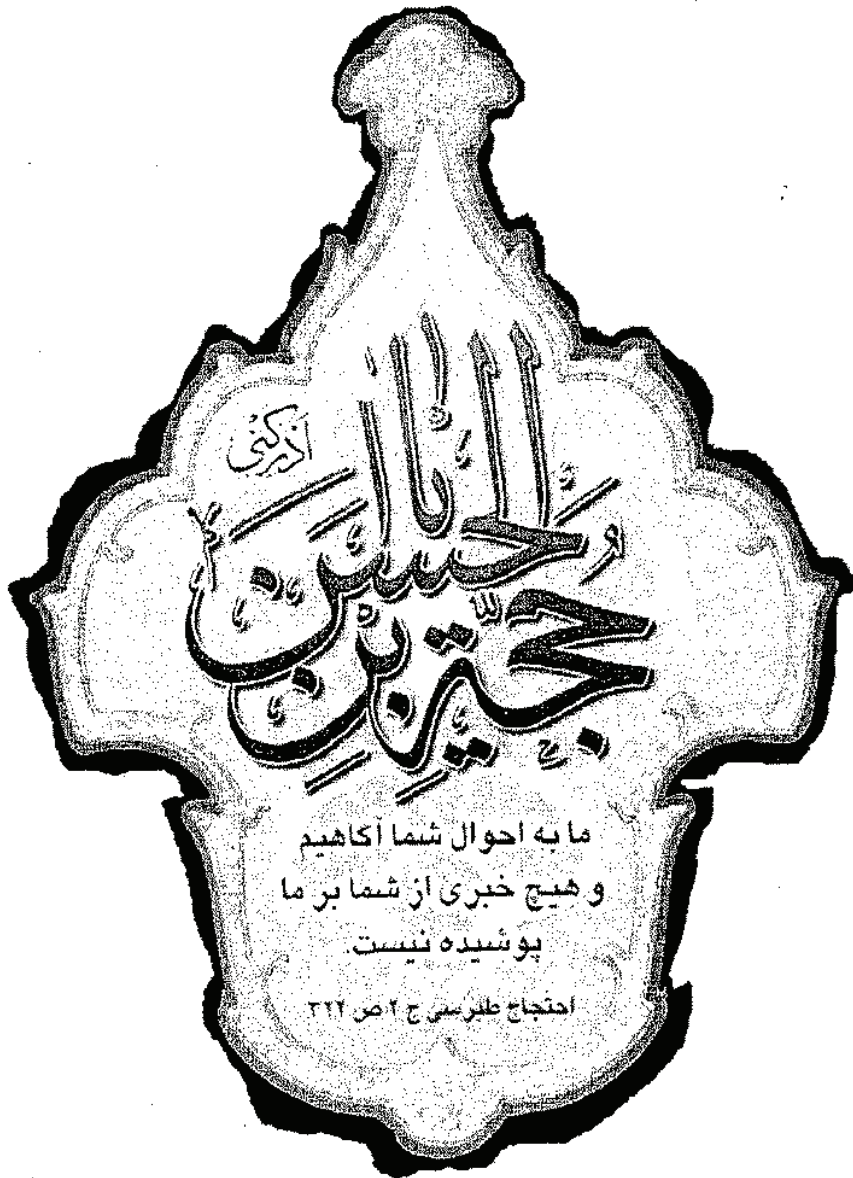 یا حجة بن الحسن
أدركنی
ما به احوال شما آگاهیم
و هیچ خبری از شما بر ما
پوشیده نیست.
احتجاج طبرسی ج ۲ ص ۳۲۲